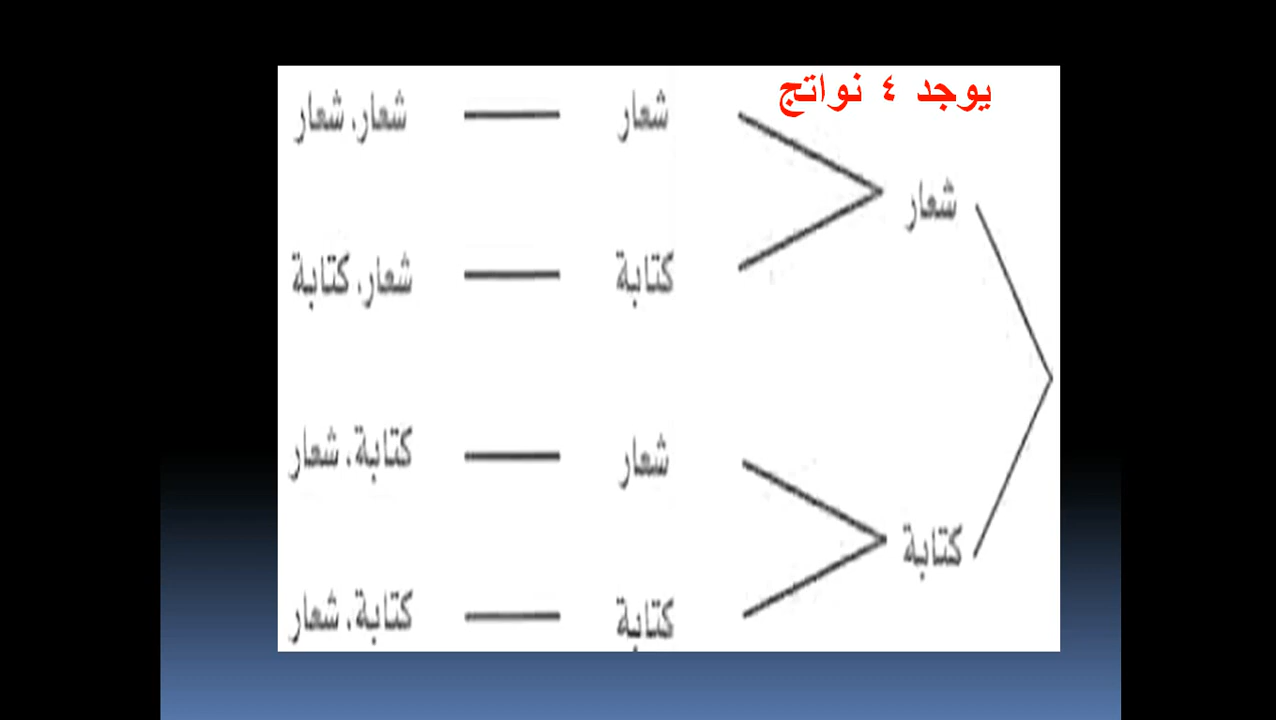 يوجد ٤ نواتج
شعار
شعار
شعار، شعار
كتابة
شعار، كتابة
كتابة
شعار
كتابة، شعار
كتابة
كتابة، شعار